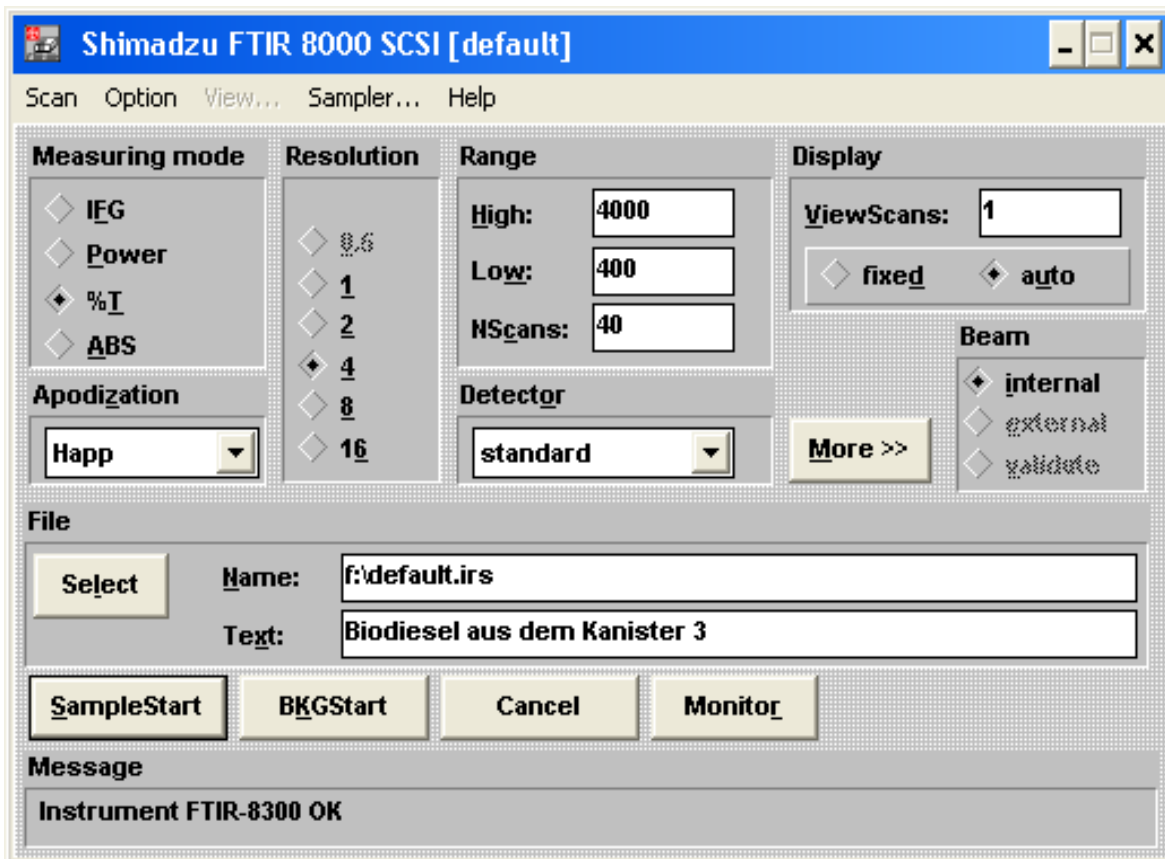 Shimadzu FTIR 8000 SCSI [default]
Scan Option View... Sampler... Help
Measuring mode
IFG
Power
%T
ABS
Apodization
Happ
Resolution
0,6
1
2
4
8
16
Range
High: 4000
Low: 400
NScans: 40
Detector
standard
Display
ViewScans: 1
fixed auto
More >>
Beam
internal
external
validate
File
Select
Name: f:\default.irs
Text: Biodiesel aus dem Kanister 3
SampleStart BKGStart Cancel Monitor
Message
Instrument FTIR-8300 OK